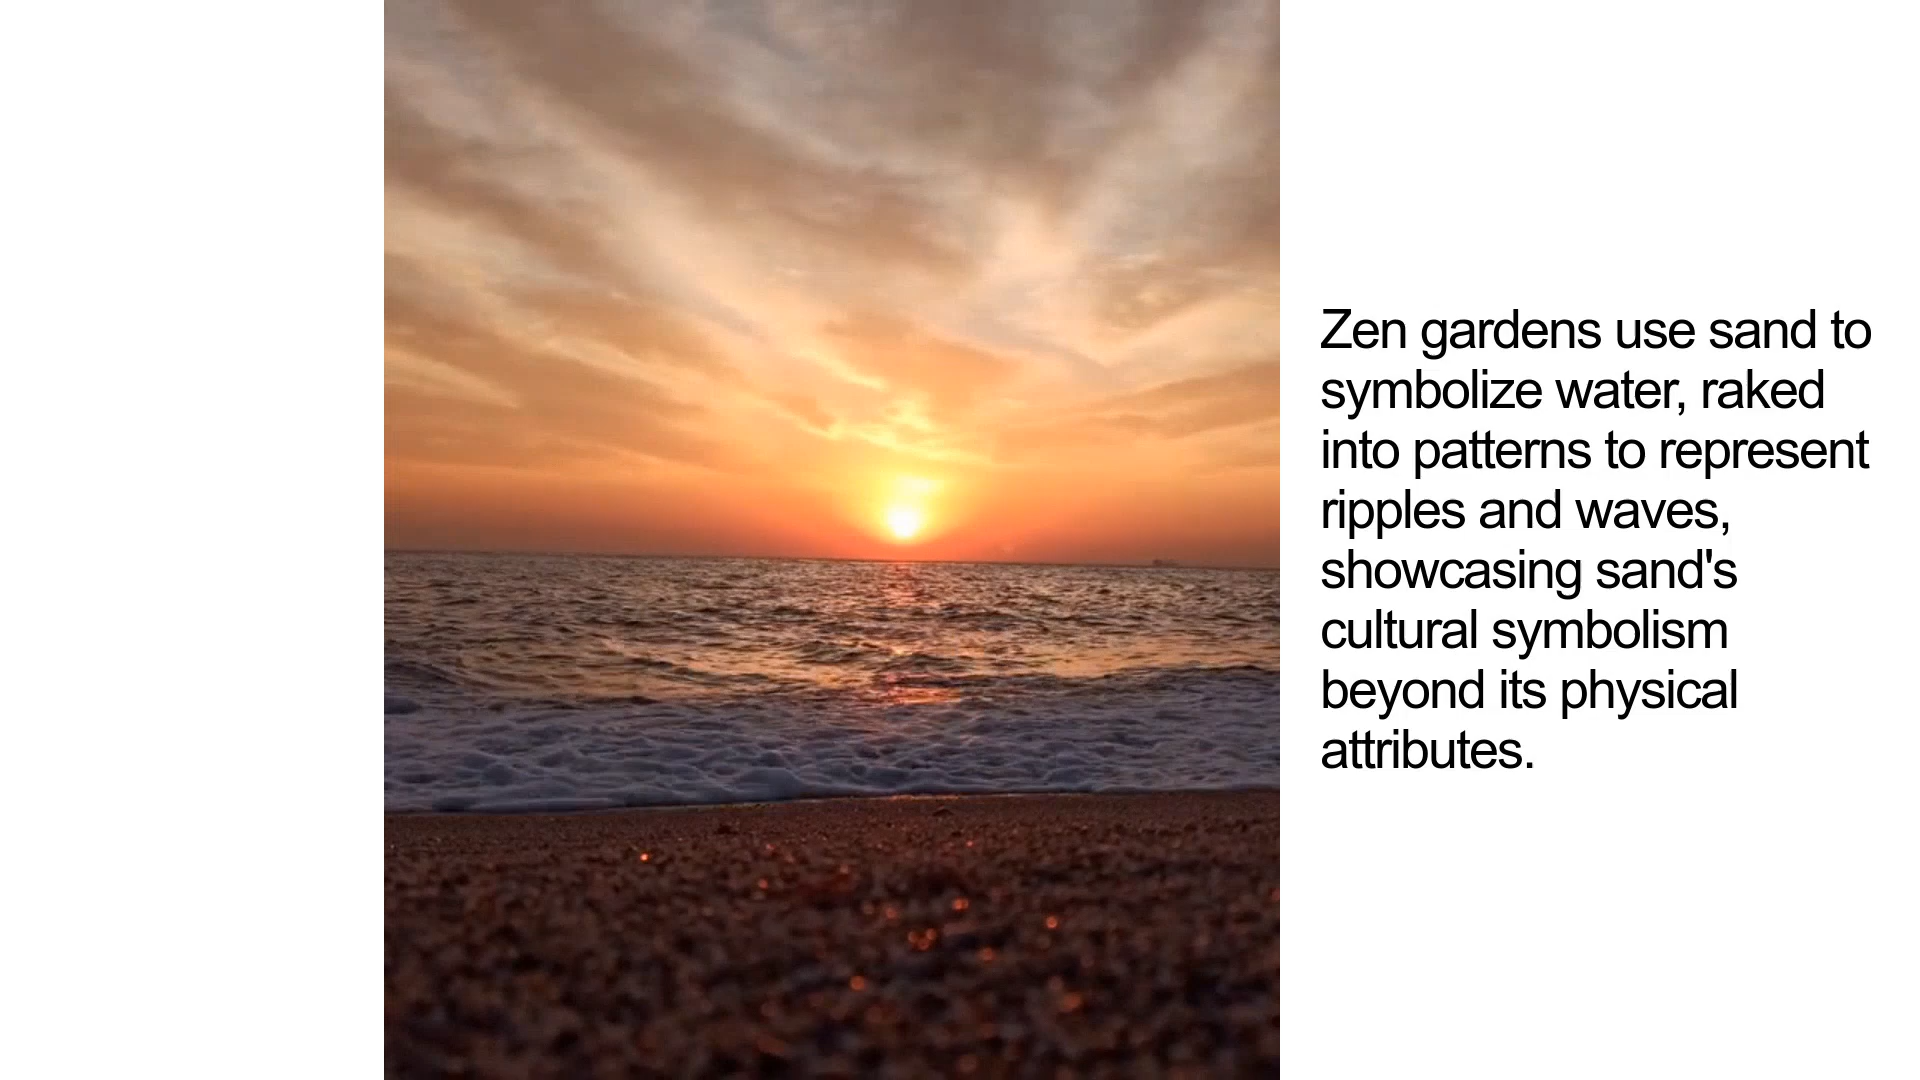 Zen gardens use sand to
symbolize water, raked
into patterns to represent
ripples and waves,
showcasing sand's
cultural symbolism
beyond its physical
attributes.